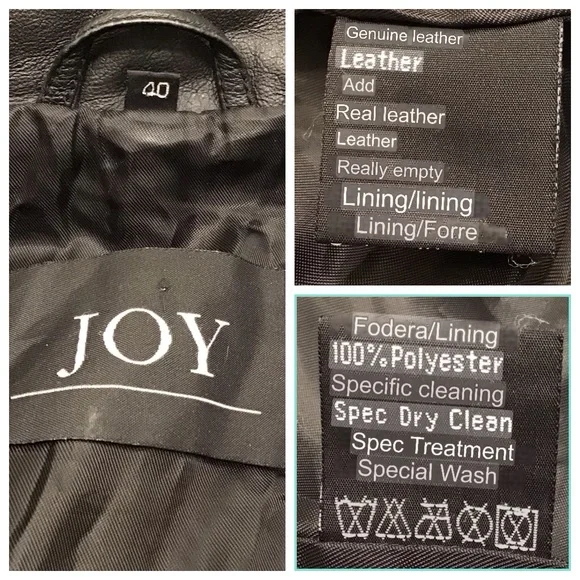 40
JOY
Genuine leather
Leather
Add
Real leather
Leather
Really empty
Lining/lining
Lining/Forre
Fodera/Lining
100%Polyester
Specific cleaning
Spec Dry Clean
Spec Treatment
Special Wash